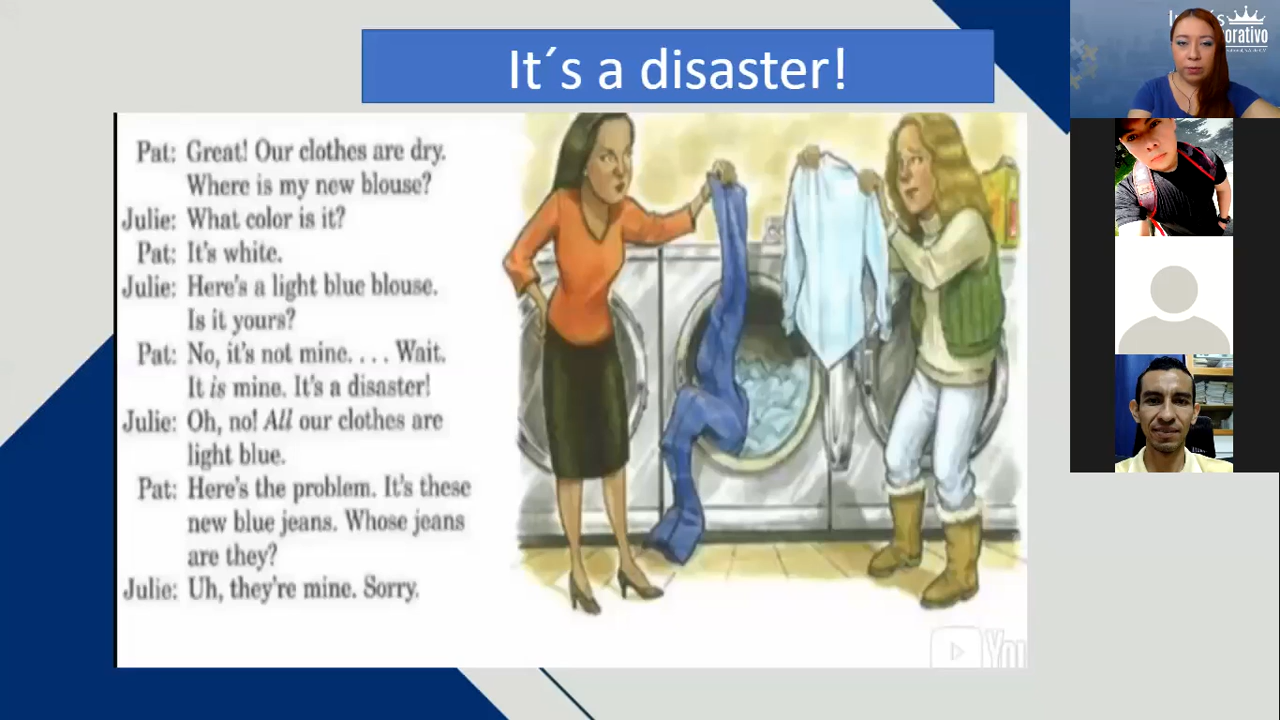 It´s a disaster!
Pat: Great! Our clothes are dry.
Where is my new blouse?
Julie: What color is it?
Pat: It's white.
Julie: Here's a light blue blouse.
Is it yours?
Pat: No, it's not mine. . . . Wait.
It is mine. It's a disaster!
Julie: Oh, no! All our clothes are
light blue.
Pat: Here's the problem. It's these
new blue jeans. Whose jeans
are they?
Julie: Uh, they're mine. Sorry.
You